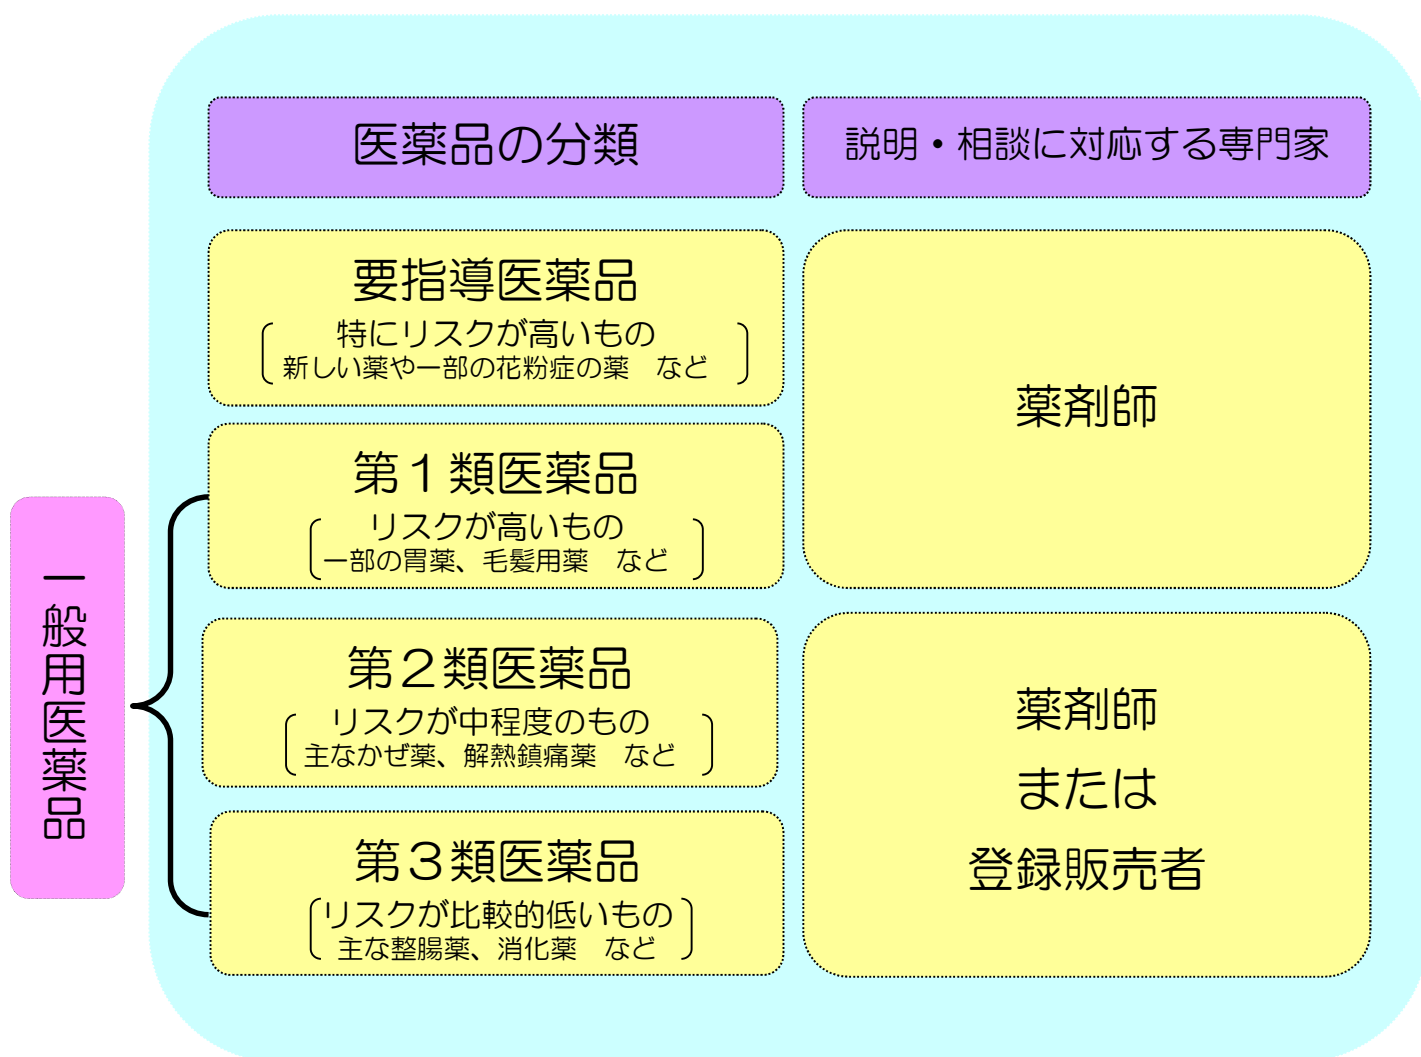 医薬品の分類
説明・相談に対応する専門家
要指導医薬品
特にリスクが高いもの
新しい薬や一部の花粉症の薬　など
薬剤師
第１類医薬品
リスクが高いもの
一部の胃薬、毛髪用薬　など
一般用医薬品
第２類医薬品
リスクが中程度のもの
主なかぜ薬、解熱鎮痛薬　など
薬剤師
または
登録販売者
第３類医薬品
リスクが比較的低いもの
主な整腸薬、消化薬　など